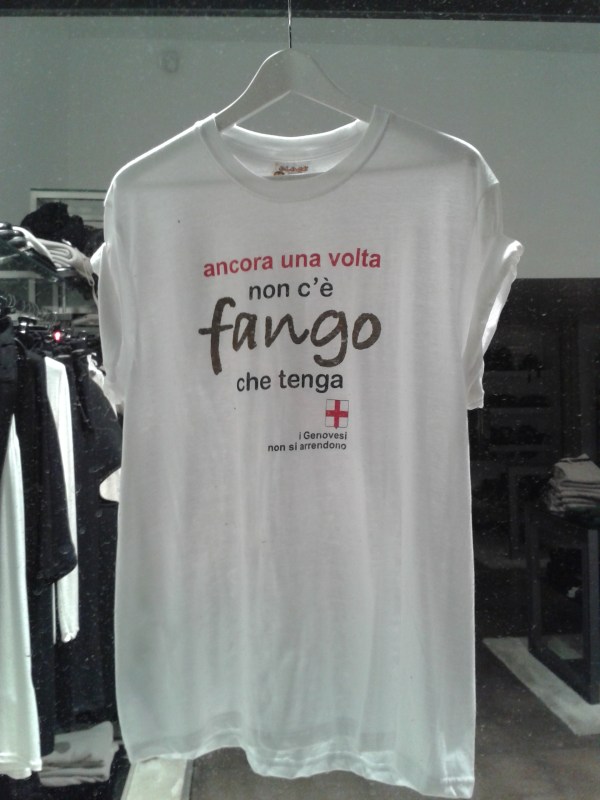 ancora una volta
non c'è
fango
che tenga
i Genovesi
non si arrendono